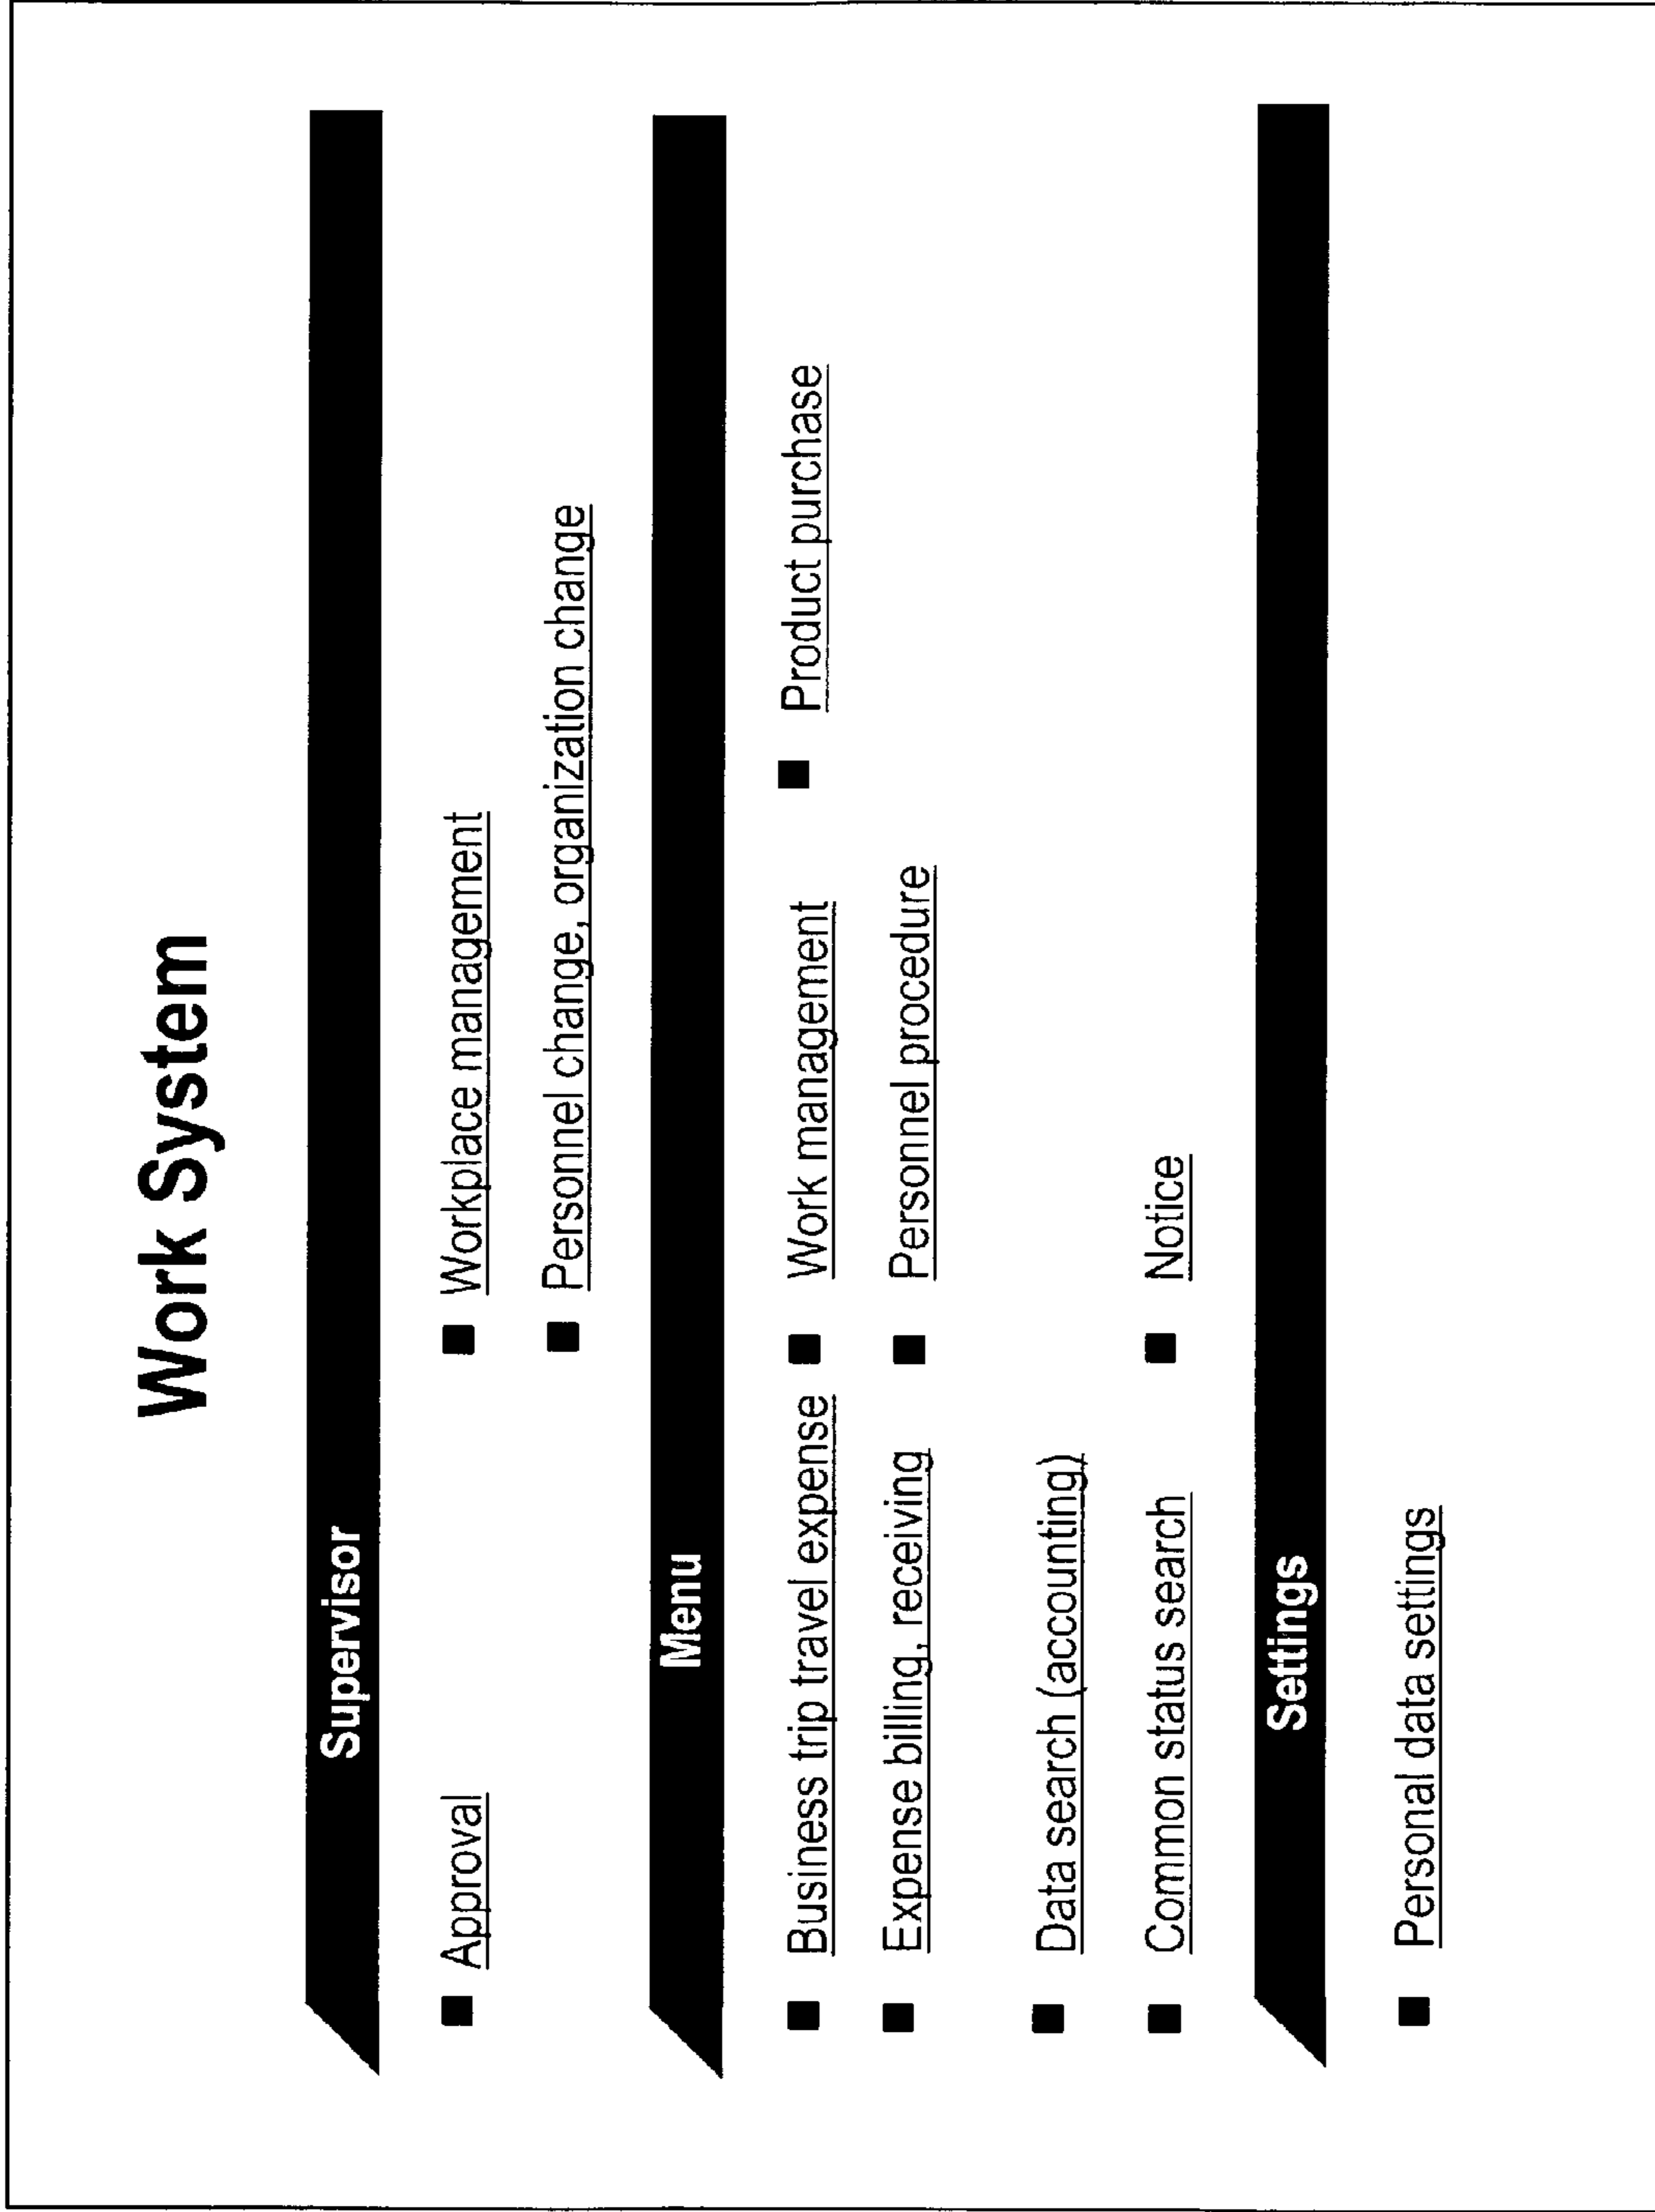 Work System
Supervisor
Approval
Workplace management
Personnel change, organization change
Menu
Business trip travel expense
Work management
Product purchase
Expense billing, receiving
Personnel procedure
Data search (accounting)
Common status search
Notice
Settings
Personal data settings